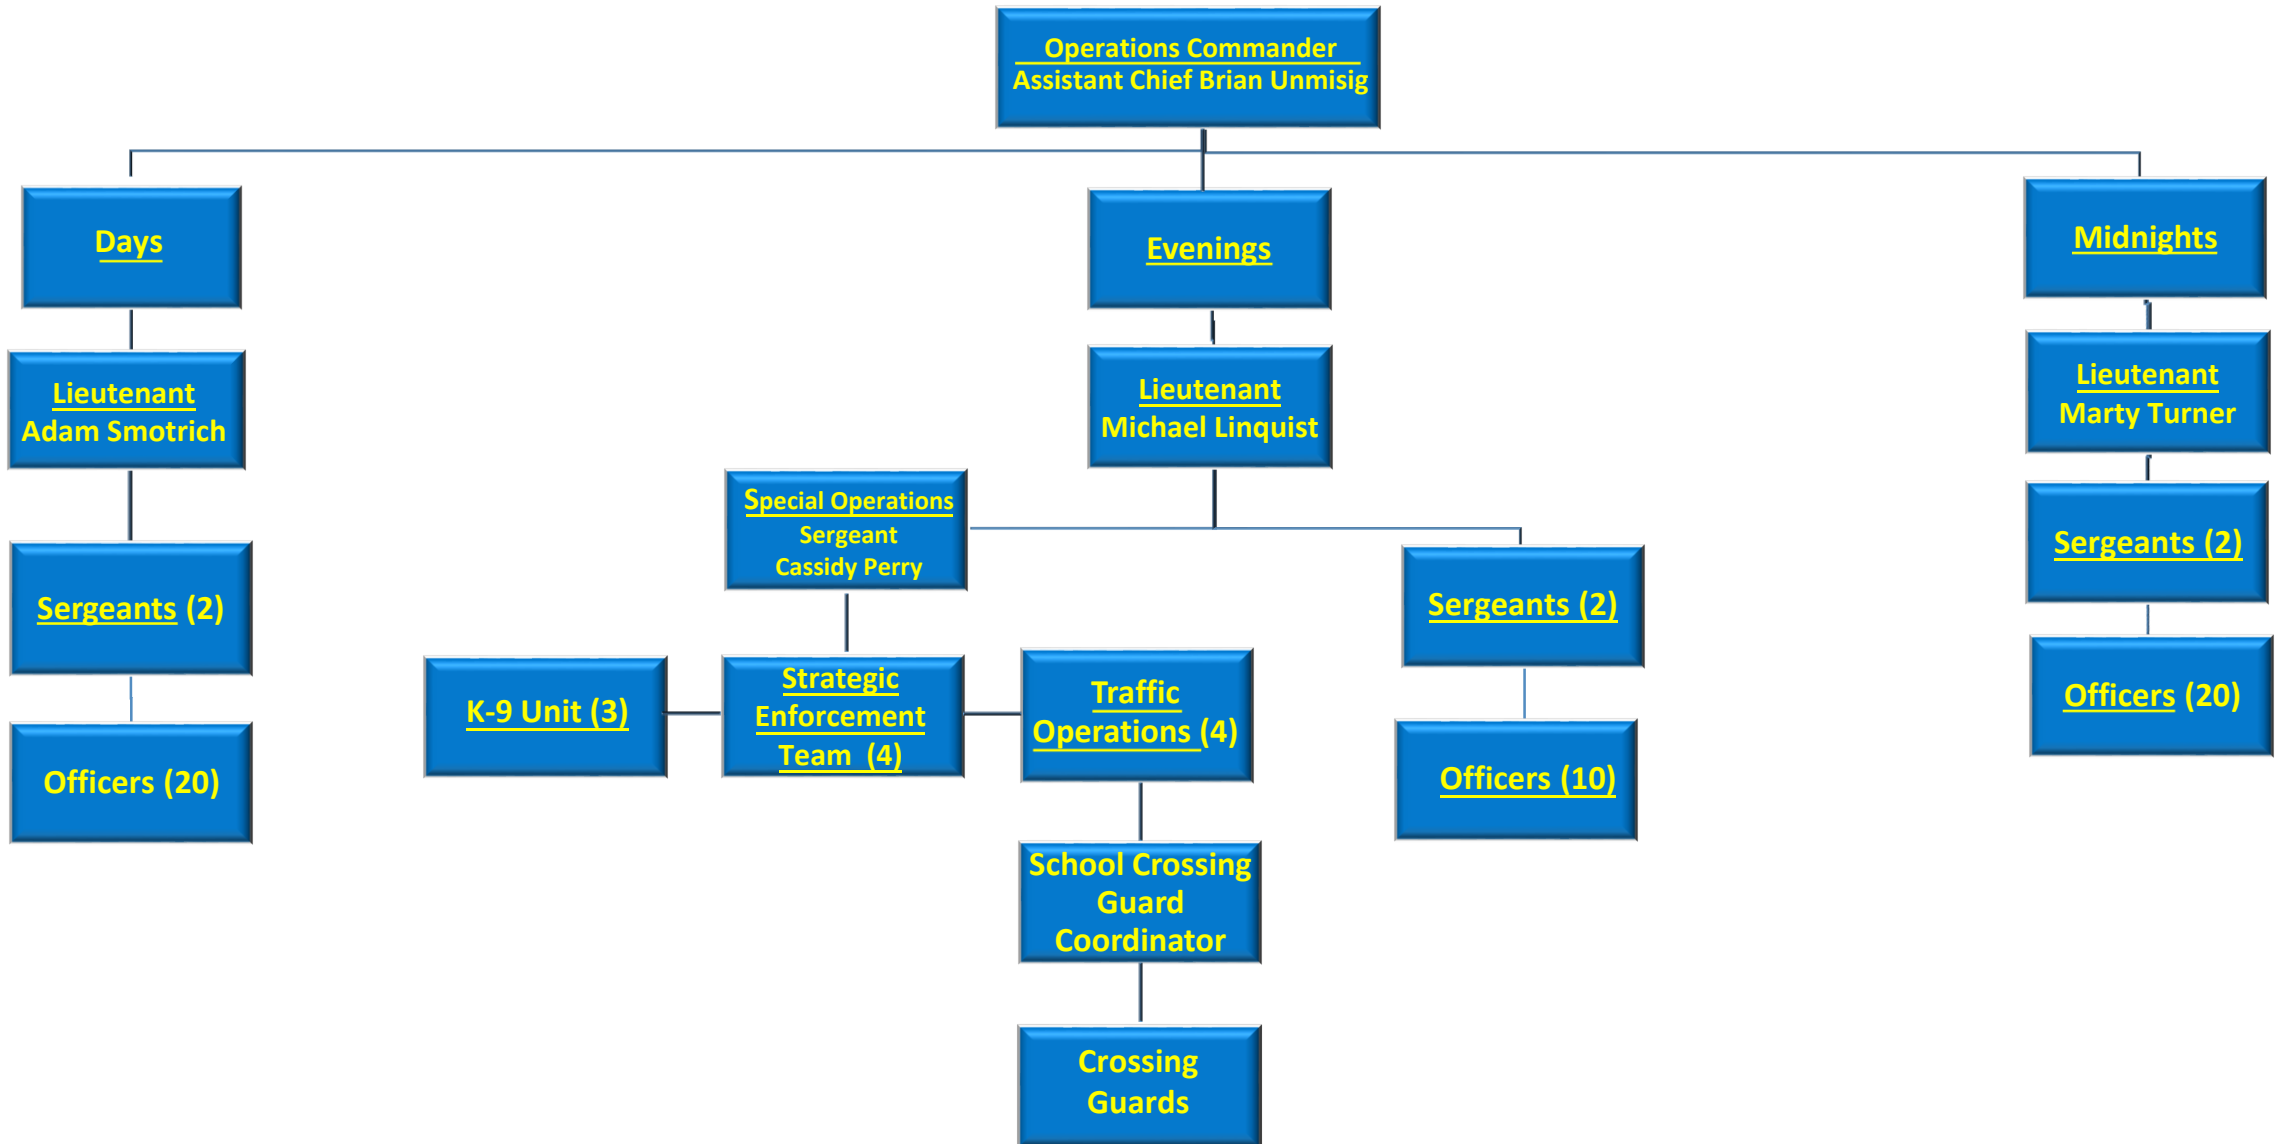 Operations Commander
Assistant Chief Brian Unmisig
Days
Evenings
Midnights
Lieutenant
Adam Smotrich
Lieutenant
Michael Linquist
Lieutenant
Marty Turner
Special Operations
Sergeant
Cassidy Perry
Sergeants (2)
Sergeants (2)
Sergeants (2)
K-9 Unit (3)
Strategic
Enforcement
Team (4)
Traffic
Operations (4)
Officers (20)
Officers (10)
Officers (20)
School Crossing
Guard
Coordinator
Crossing
Guards